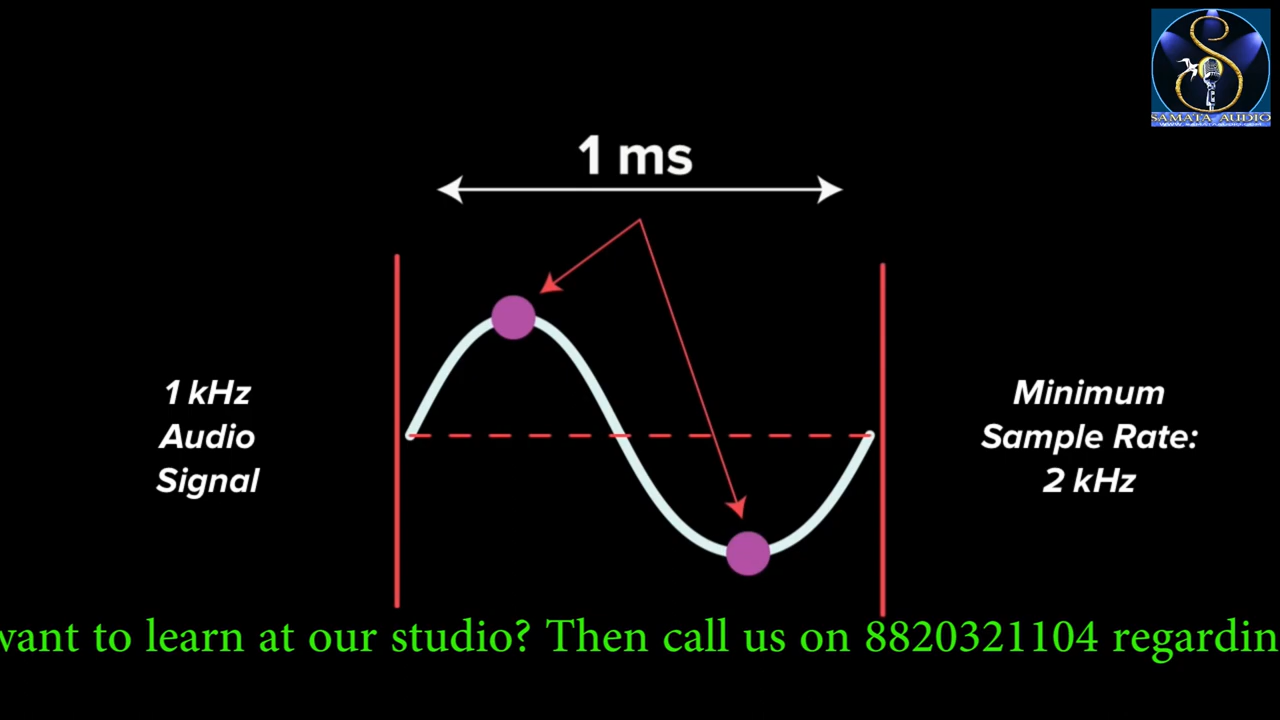 SAMATA AUDIO
1 ms
1 kHz
Audio
Signal
Minimum
Sample Rate:
2 kHz
want to learn at our studio? Then call us on 8820321104 regardin